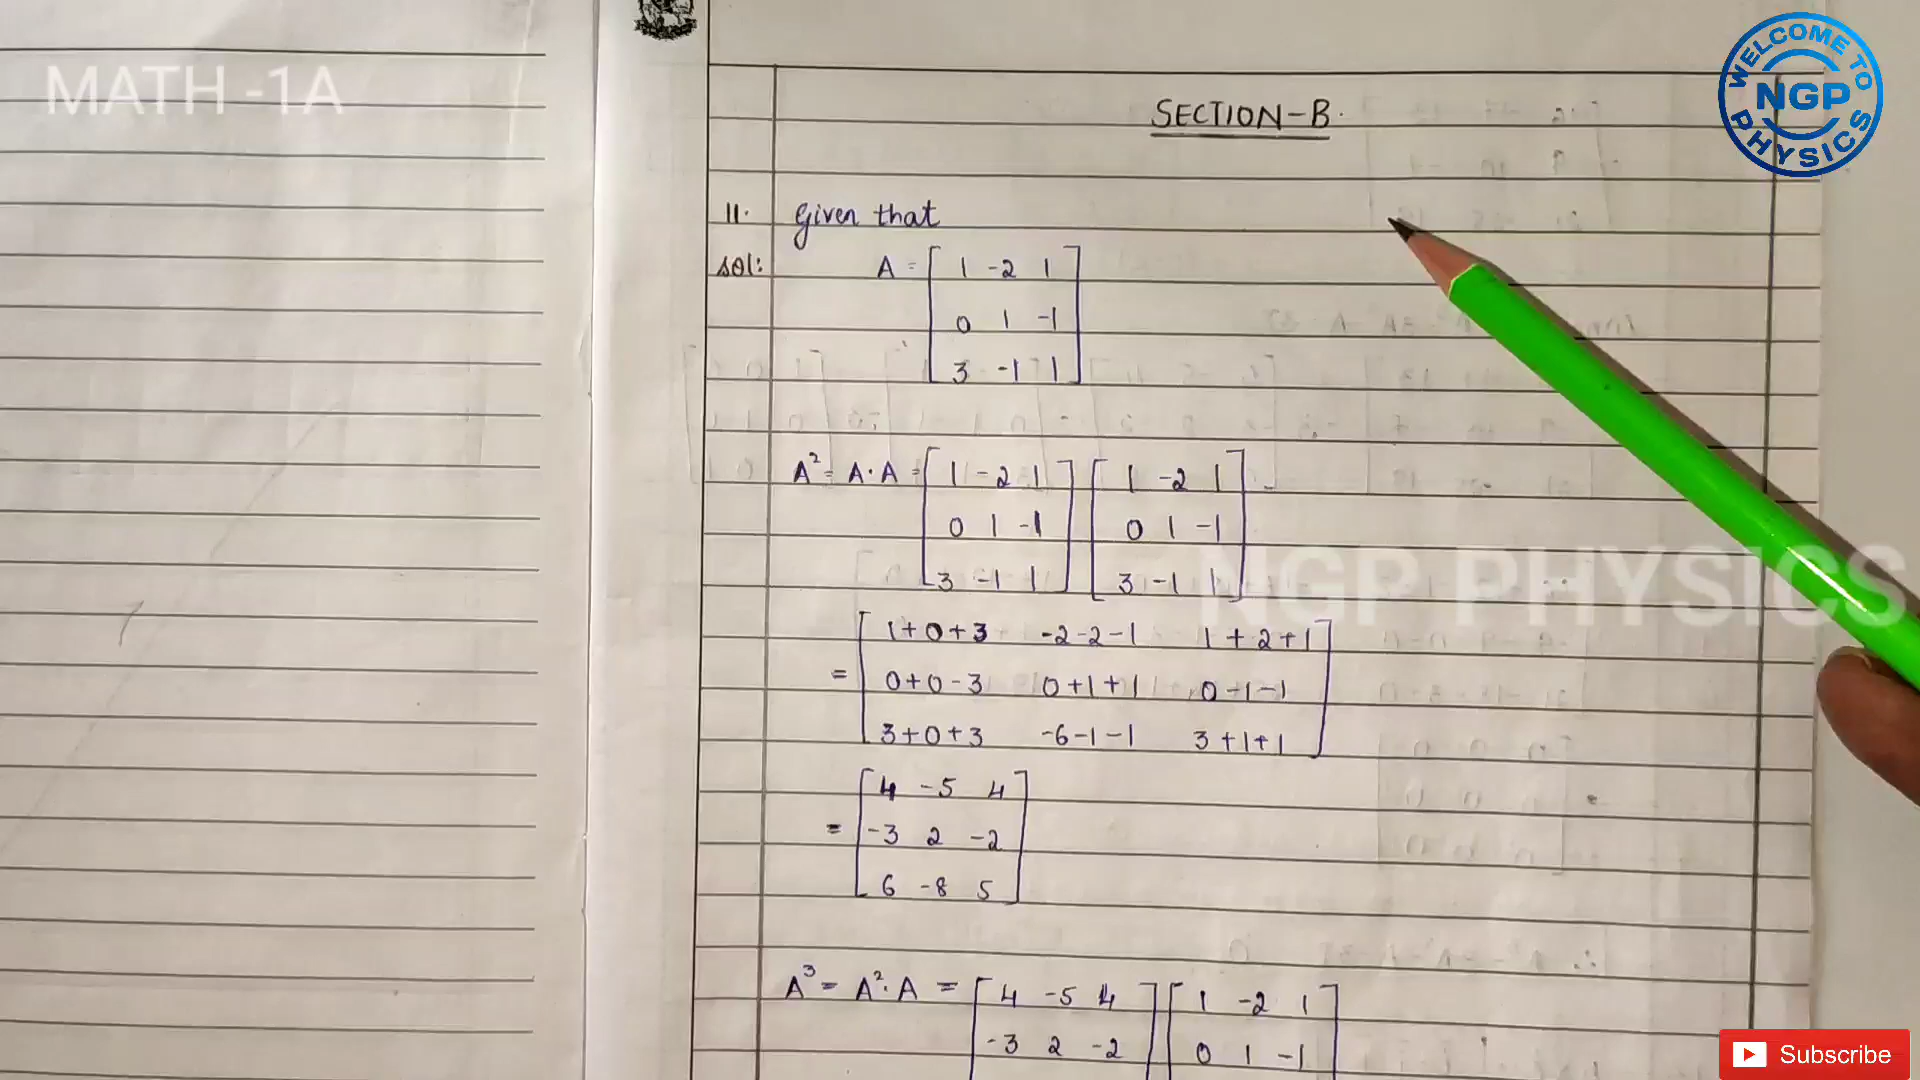 MATH -1A
WELCOME TO
NGP
PHYSICS
SECTION-B.
11. Given that
Sol: A = [ 1 -2 1
0 1 -1
3 -1 1 ]
A² = A·A = [ 1 -2 1 ] [ 1 -2 1 ]
0 1 -1 0 1 -1
3 -1 1 3 -1 1
NGP PHYSICS
1+0+3 -2-2-1 1+2+1
= 0+0-3 0+1+1 0-1-1
3+0+3 -6-1-1 3+1+1
4 -5 4
= -3 2 -2
6 -8 5
A³ = A²·A = [ 4 -5 4 ] [ 1 -2 1 ]
-3 2 -2 0 1 -1
Subscribe